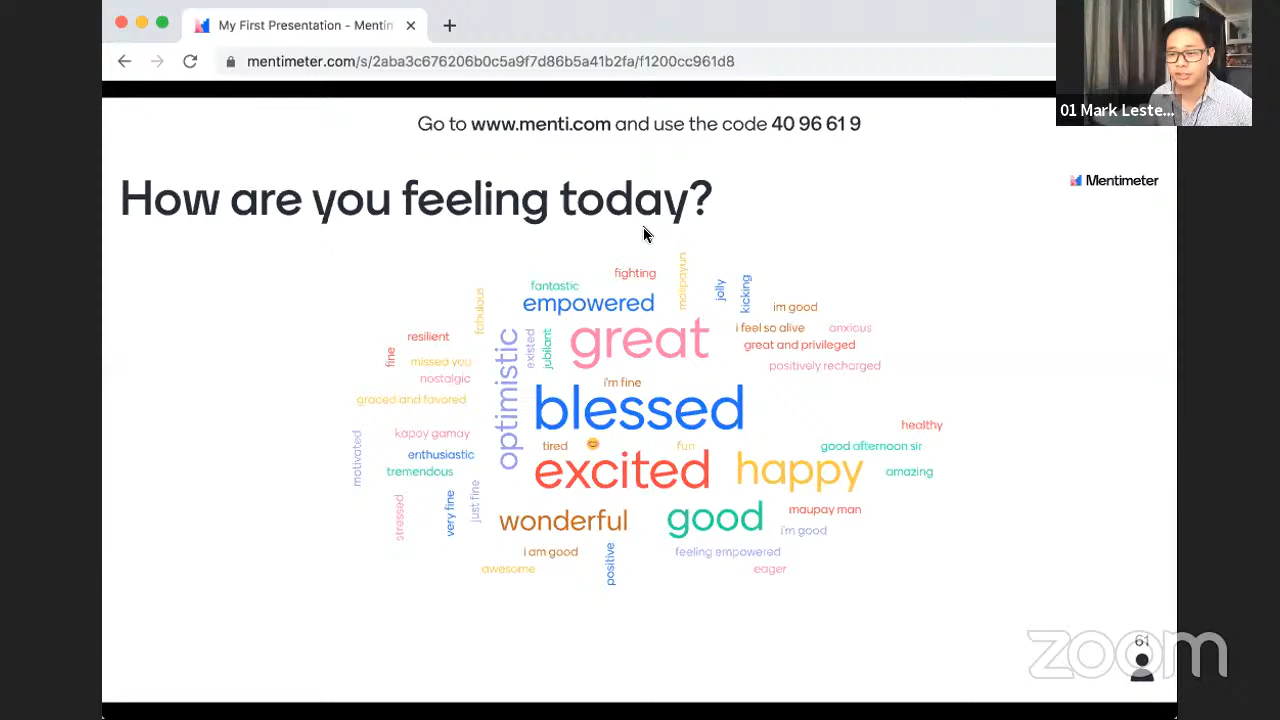 My First Presentation - Mentin
mentimeter.com/s/2aba3c676206b0c5a9f7d86b5a41b2fa/f1200cc961d8
01 Mark Leste...
Go to www.menti.com and use the code 40 96 61 9
Mentimeter
How are you feeling today?
fighting
malipayun
fantastic
jolly
kicking
empowered
fabulous
im good
great
i feel so alive
anxious
resilient
optimistic
existed
jubilant
great and privileged
fine
missed you
positively recharged
nostalgic
i'm fine
graced and favored
blessed
healthy
kapoy gamay
motivated
tired
fun
good afternoon sir
enthusiastic
excited
happy
tremendous
amazing
stressed
very fine
just fine
wonderful
good
maupay man
i'm good
i am good
positive
feeling empowered
awesome
eager
61
zoom